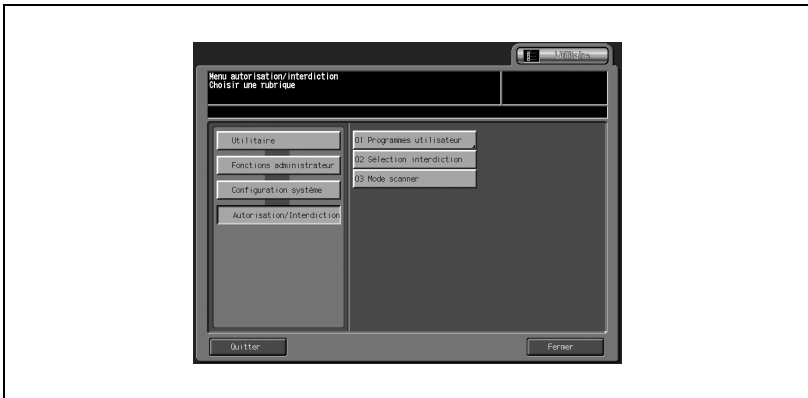 Utilitaire
Menu autorisation/interdiction
Choisir une rubrique
Utilitaire
Fonctions administrateur
Configuration système
Autorisation/Interdiction
01 Programmes utilisateur
02 Sélection interdiction
03 Mode scanner
Quitter
Fermer